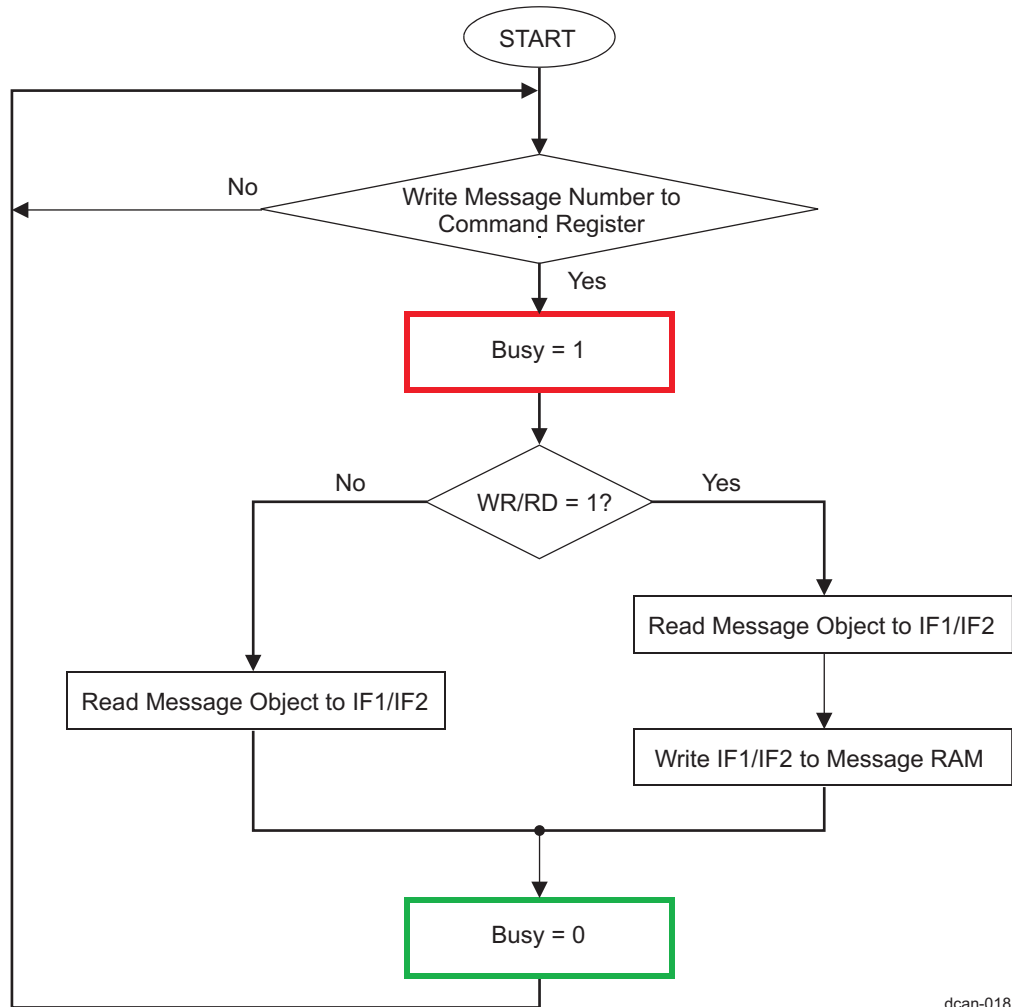 START
No
Write Message Number to
Command Register
Yes
Busy = 1
No
Yes
WR/RD = 1?
Read Message Object to IF1/IF2
Read Message Object to IF1/IF2
Write IF1/IF2 to Message RAM
Busy = 0
dcan-018